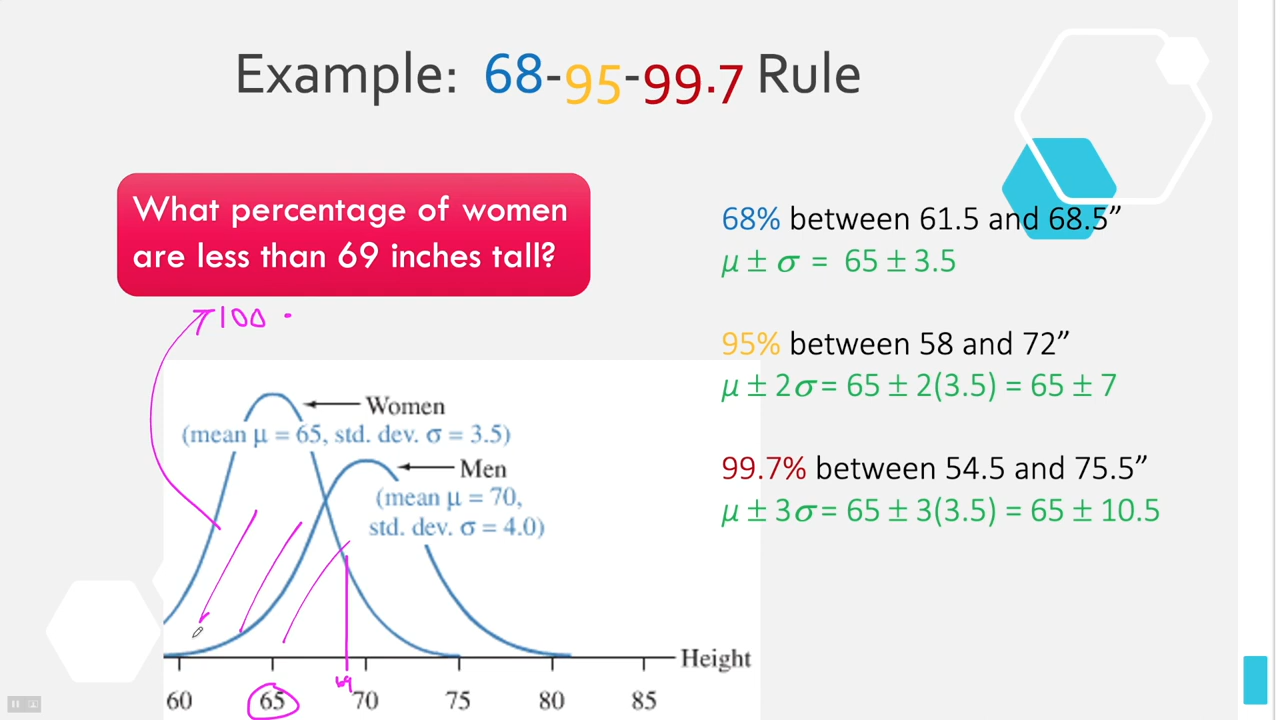 Example: 68-95-99.7 Rule
What percentage of women
are less than 69 inches tall?
100 -
68% between 61.5 and 68.5”
μ ± σ = 65 ± 3.5
95% between 58 and 72”
μ ± 2σ = 65 ± 2(3.5) = 65 ± 7
99.7% between 54.5 and 75.5”
μ ± 3σ = 65 ± 3(3.5) = 65 ± 10.5
Women
(mean μ = 65, std. dev. σ = 3.5)
Men
(mean μ = 70,
std. dev. σ = 4.0)
Height
69
60 65 70 75 80 85